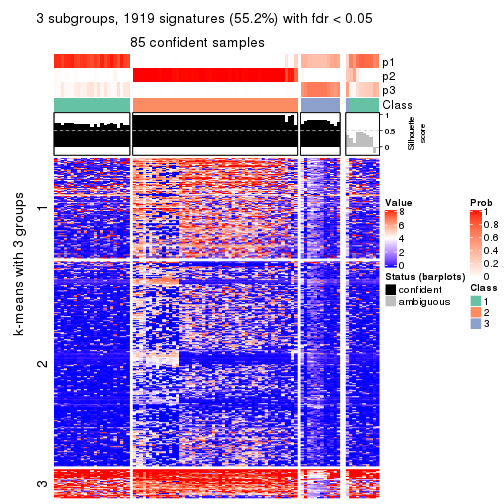 3 subgroups, 1919 signatures (55.2%) with fdr < 0.05
85 confident samples
p1
p2
p3
Class
1
0.5
0
Silhouette
score
k-means with 3 groups
1
2
3
Value
8
6
4
2
0
Status (barplots)
confident
ambiguous
Prob
1
0.8
0.6
0.4
0.2
0
Class
1
2
3